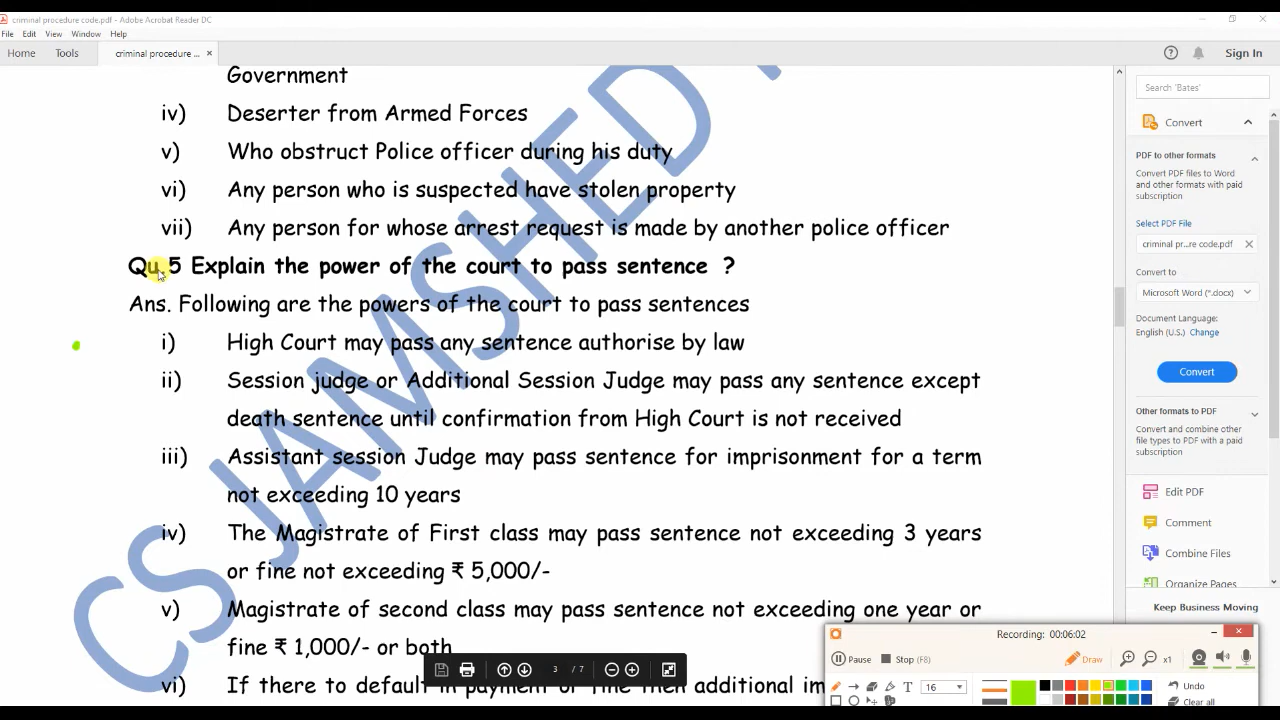 criminal procedure code.pdf - Adobe Acrobat Reader DC
File Edit View Window Help
Home Tools criminal procedure ... × Sign In
Government
iv) Deserter from Armed Forces
v) Who obstruct Police officer during his duty
vi) Any person who is suspected have stolen property
vii) Any person for whose arrest request is made by another police officer
Qu.5 Explain the power of the court to pass sentence ?
Ans. Following are the powers of the court to pass sentences
i) High Court may pass any sentence authorise by law
ii) Session judge or Additional Session Judge may pass any sentence except
death sentence until confirmation from High Court is not received
iii) Assistant session Judge may pass sentence for imprisonment for a term
not exceeding 10 years
iv) The Magistrate of First class may pass sentence not exceeding 3 years
or fine not exceeding ₹ 5,000/-
v) Magistrate of second class may pass sentence not exceeding one year or
fine ₹ 1,000/- or both
vi) If there to default in payment of fine then additional im
CS JAMSHED
3 / 7
Search 'Bates'
Convert
PDF to other formats
Convert PDF files to Word
and other formats with paid
subscription
Select PDF File
criminal pr...re code.pdf ×
Convert to
Microsoft Word (*.docx)
Document Language:
English (U.S.) Change
Convert
Other formats to PDF
Convert and combine other
file types to PDF with a paid
subscription
Edit PDF
Comment
Combine Files
Organize Pages
Keep Business Moving
Recording: 00:06:02
Pause Stop (F8) Draw x1
T 16 Undo
Clear all